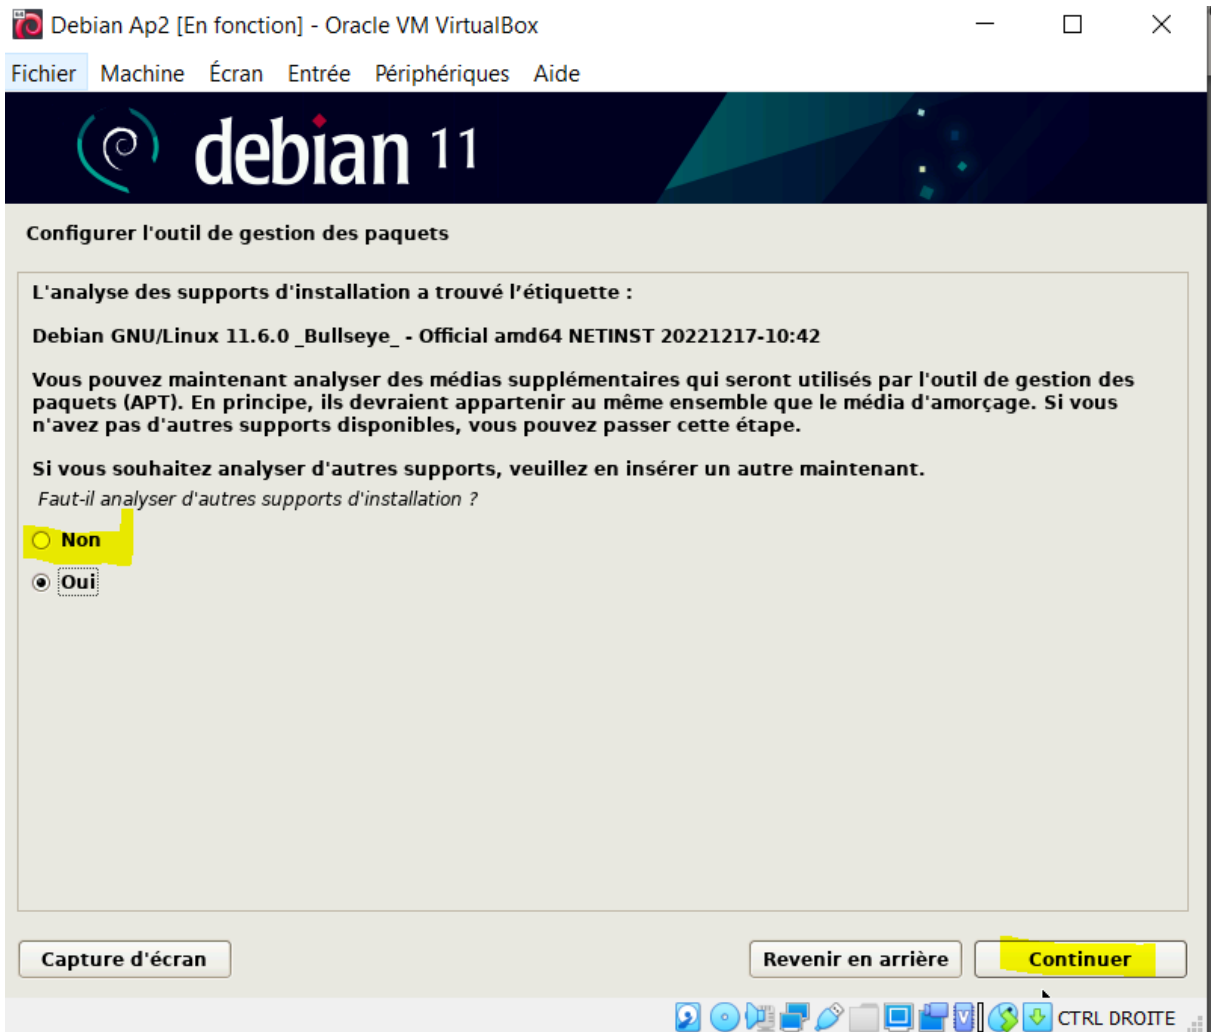 Debian Ap2 [En fonction] - Oracle VM VirtualBox
Fichier Machine Écran Entrée Périphériques Aide
debian 11
Configurer l'outil de gestion des paquets
L'analyse des supports d'installation a trouvé l’étiquette :
Debian GNU/Linux 11.6.0 _Bullseye_ - Official amd64 NETINST 20221217-10:42
Vous pouvez maintenant analyser des médias supplémentaires qui seront utilisés par l'outil de gestion des
paquets (APT). En principe, ils devraient appartenir au même ensemble que le média d'amorçage. Si vous
n'avez pas d'autres supports disponibles, vous pouvez passer cette étape.
Si vous souhaitez analyser d'autres supports, veuillez en insérer un autre maintenant.
Faut-il analyser d'autres supports d'installation ?
Non
Oui
Capture d'écran
Revenir en arrière
Continuer
CTRL DROITE